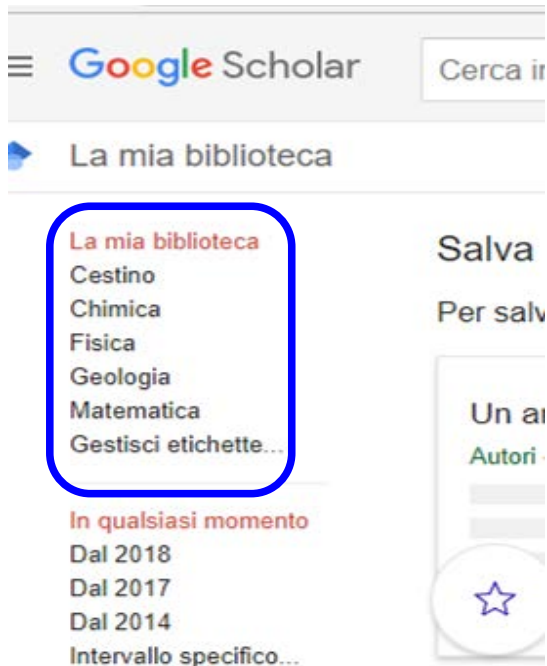 Google Scholar
Cerca
La mia biblioteca
La mia biblioteca
Cestino
Chimica
Fisica
Geologia
Matematica
Gestisci etichette...
In qualsiasi momento
Dal 2018
Dal 2017
Dal 2014
Intervallo specifico...
Salva
Per salv
Un ar
Autori